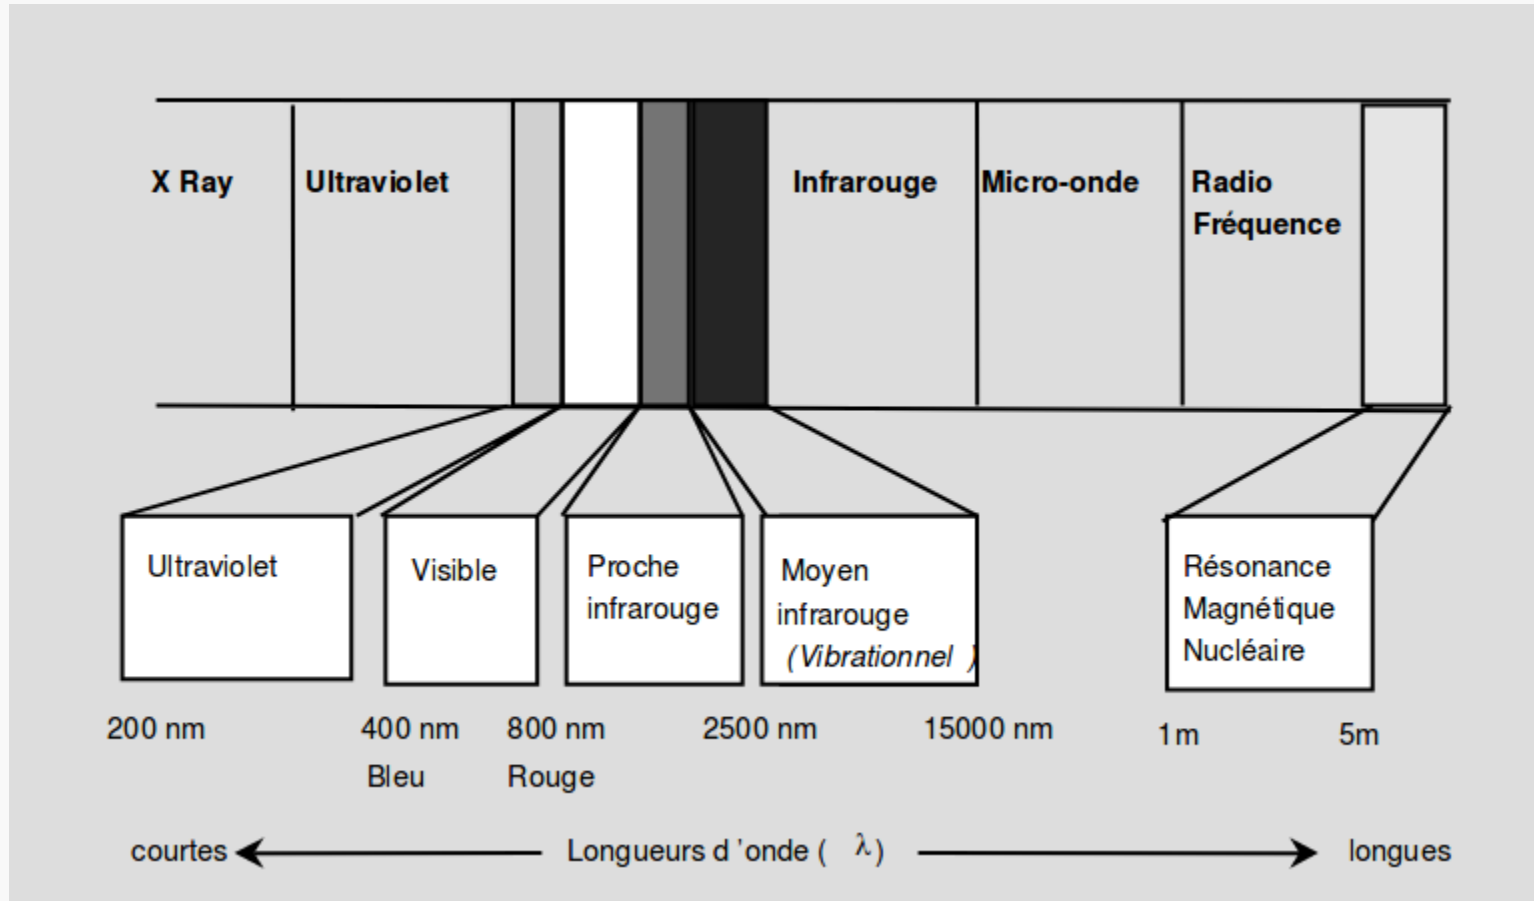 X Ray
Ultraviolet
Infrarouge
Micro-onde
Radio
Fréquence
Ultraviolet
Visible
Proche
infrarouge
Moyen
infrarouge
(Vibrationnel )
Résonance
Magnétique
Nucléaire
200 nm
400 nm
800 nm
2500 nm
15000 nm
1m
5m
Bleu
Rouge
courtes
Longueurs d 'onde ( λ)
longues